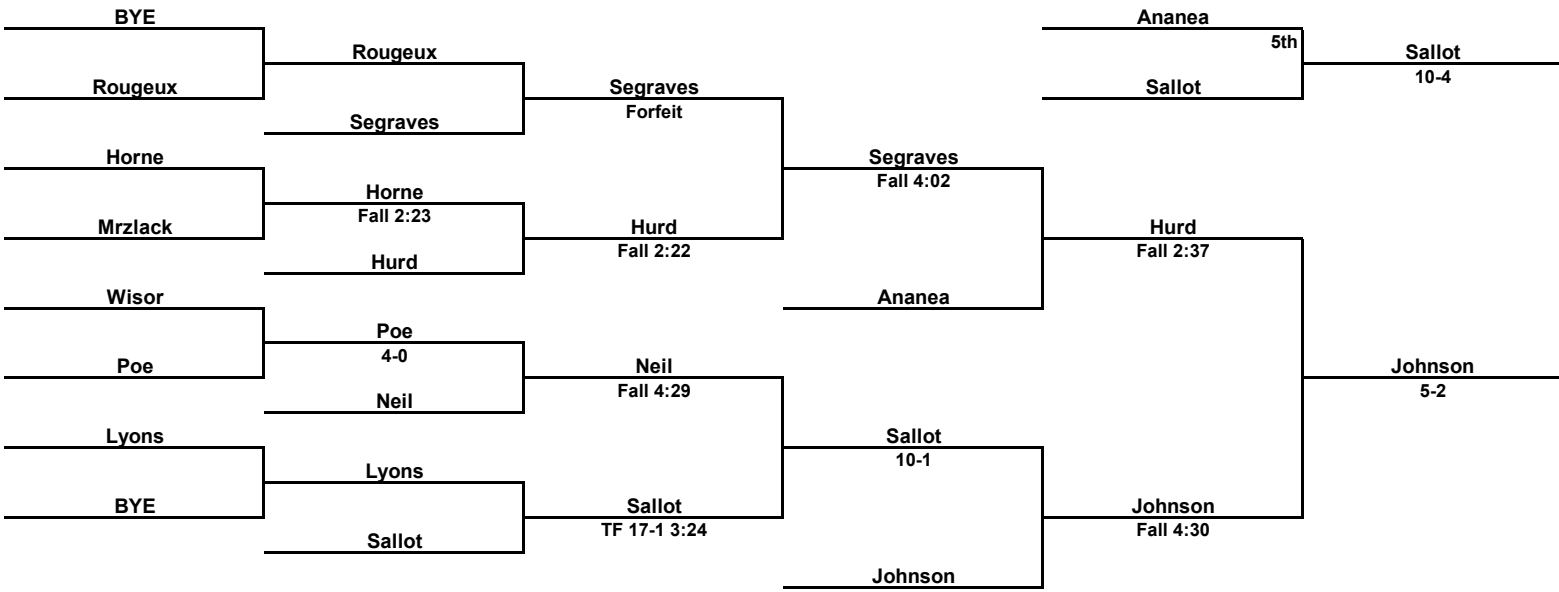 BYE
Ananea
Rougeux
5th
Sallot
Rougeux
Segraves
Sallot
10-4
Segraves
Forfeit
Horne
Segraves
Horne
Fall 4:02
Mrzlack
Fall 2:23
Hurd
Hurd
Hurd
Fall 2:22
Fall 2:37
Wisor
Ananea
Poe
Poe
4-0
Neil
Johnson
Neil
Fall 4:29
5-2
Lyons
Sallot
Lyons
10-1
BYE
Sallot
Johnson
Sallot
TF 17-1 3:24
Fall 4:30
Johnson